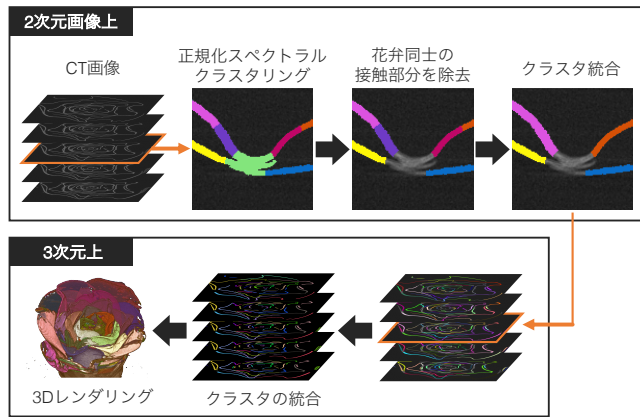 2次元画像上
CT画像
正規化スペクトラル
クラスタリング
花弁同士の
接触部分を除去
クラスタ統合
3次元上
3Dレンダリング
クラスタの統合